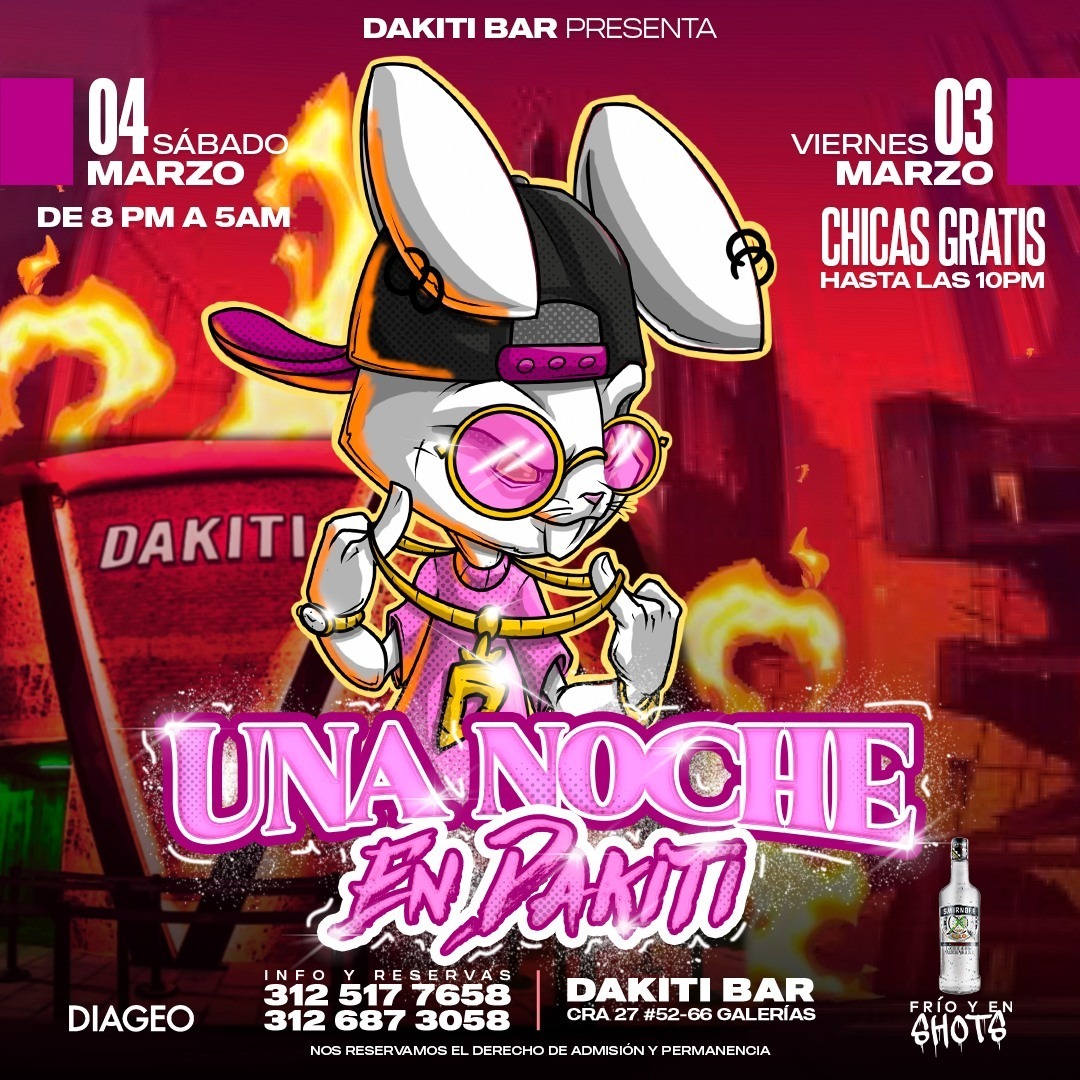 DAKITI BAR PRESENTA
04 SÁBADO
MARZO
DE 8 PM A 5AM
VIERNES 03
MARZO
CHICAS GRATIS
HASTA LAS 10PM
DAKITI
UNA NOCHE
EN DAKITI
INFO Y RESERVAS
312 517 7658
312 687 3058
DAKITI BAR
CRA 27 #52-66 GALERÍAS
DIAGEO
SMIRNOFF
FRÍO Y EN
SHOTS
NOS RESERVAMOS EL DERECHO DE ADMISIÓN Y PERMANENCIA